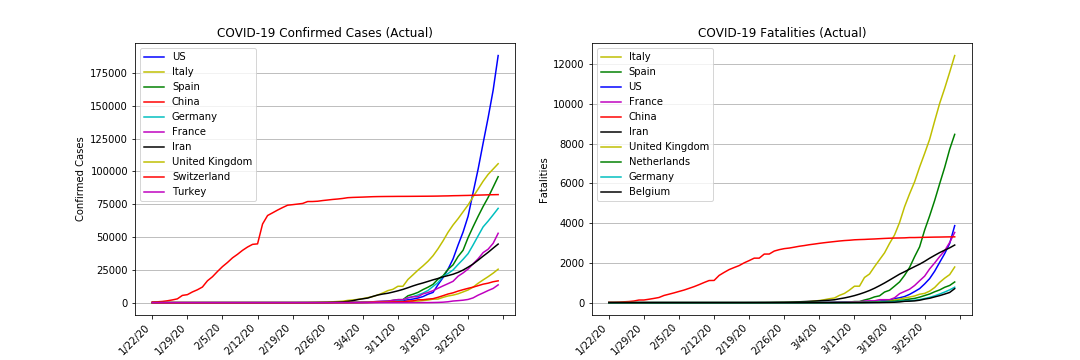 COVID-19 Confirmed Cases (Actual)
Confirmed Cases
175000
150000
125000
100000
75000
50000
25000
0
US
Italy
Spain
China
Germany
France
Iran
United Kingdom
Switzerland
Turkey
1/22/20
1/29/20
2/5/20
2/12/20
2/19/20
2/26/20
3/4/20
3/11/20
3/18/20
3/25/20
COVID-19 Fatalities (Actual)
Fatalities
12000
10000
8000
6000
4000
2000
0
Italy
Spain
US
France
China
Iran
United Kingdom
Netherlands
Germany
Belgium
1/22/20
1/29/20
2/5/20
2/12/20
2/19/20
2/26/20
3/4/20
3/11/20
3/18/20
3/25/20